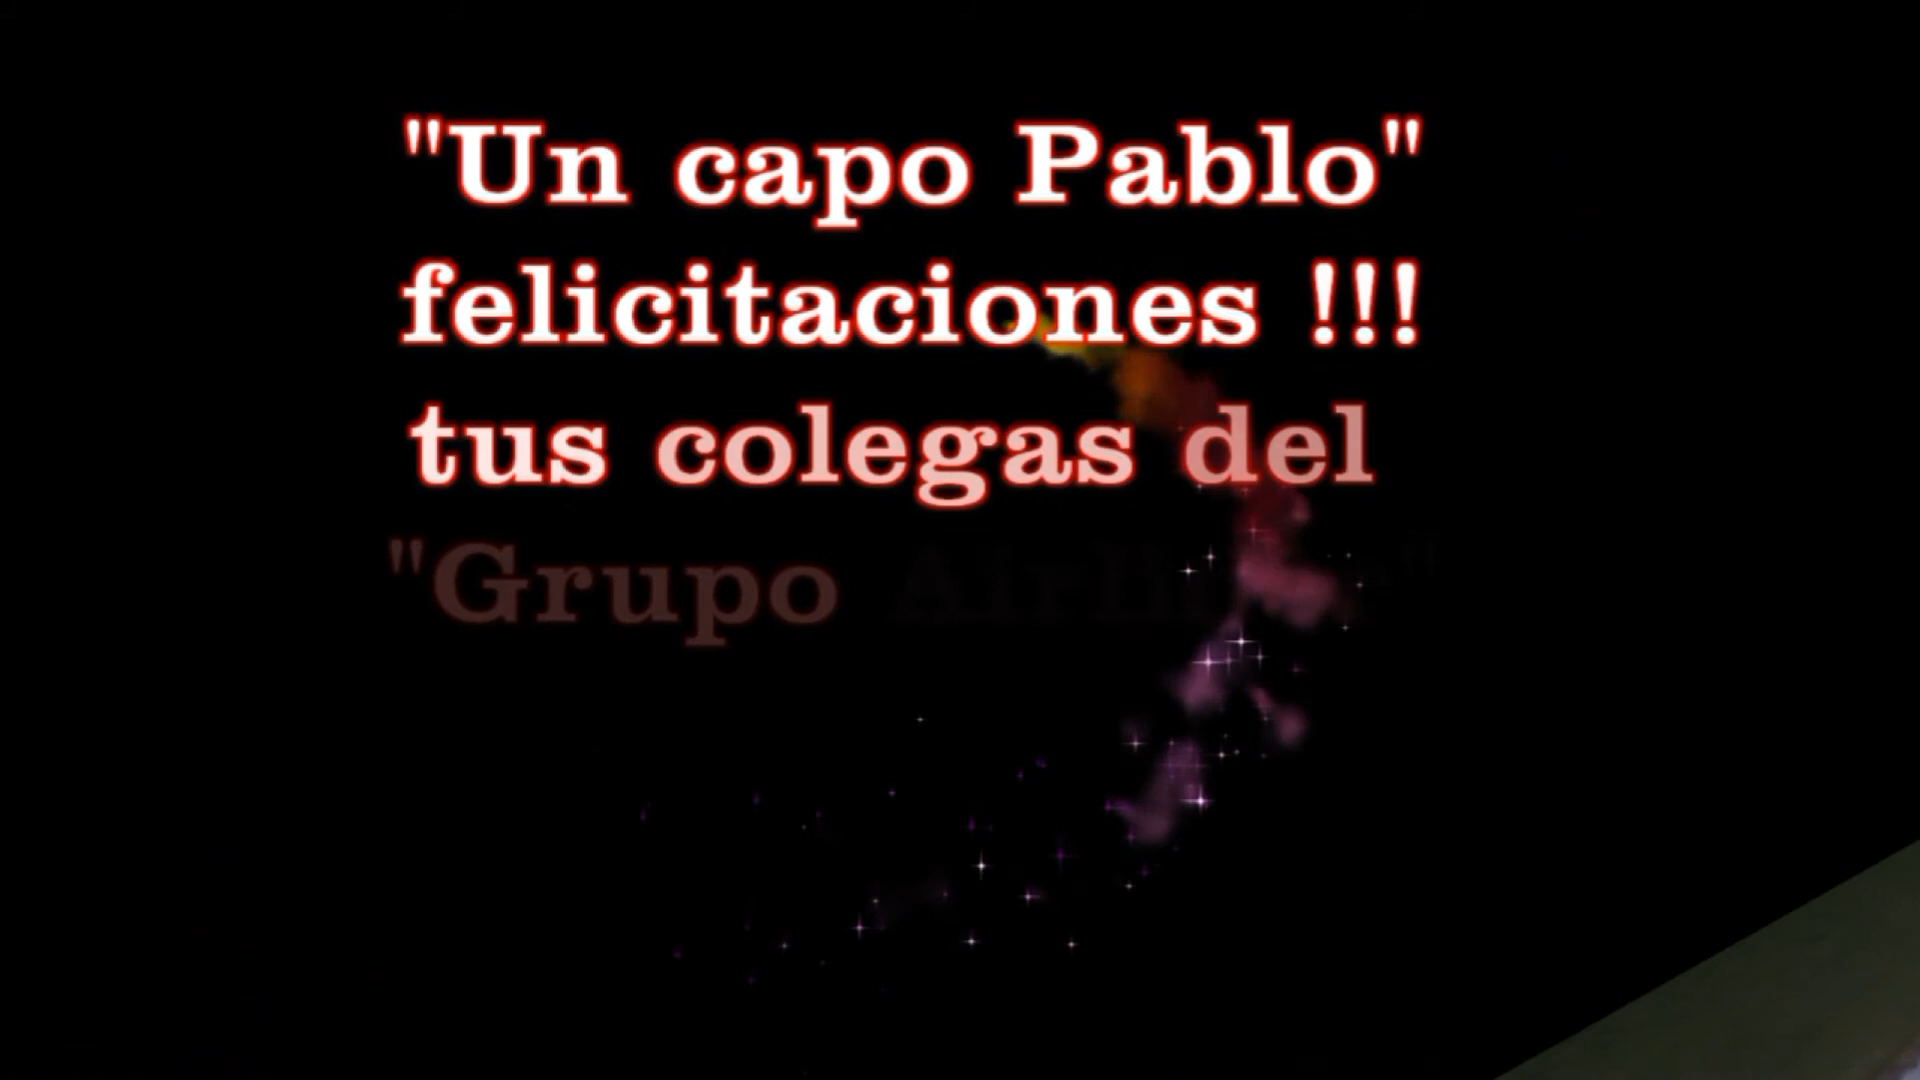 "Un capo Pablo"
felicitaciones !!!
tus colegas del
"Grupo